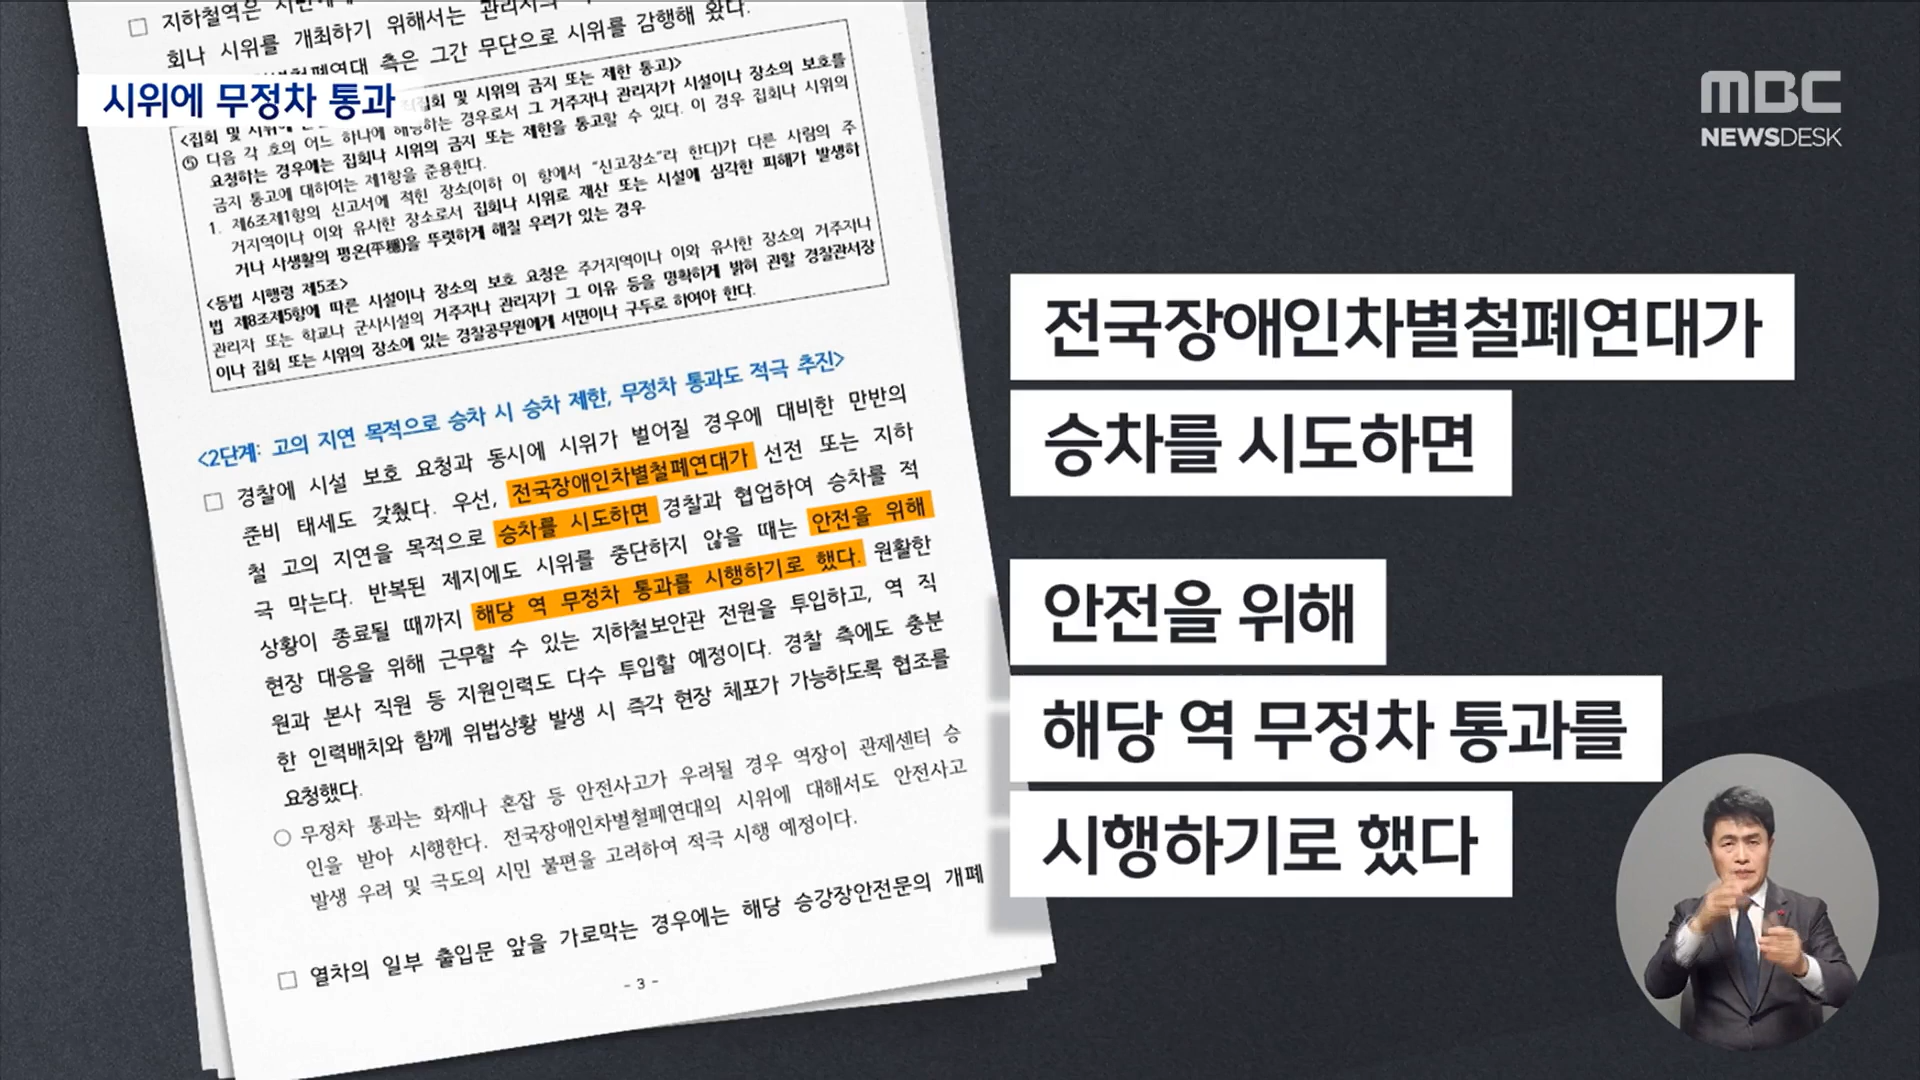 □ 지하철역은
회나 시위를 개최하기 위해서는 관리자의
측은 그간 무단으로 시위를 감행해 왔다.
시위에 무정차 통과
MBC
NEWSDESK
집회 및 시위의 금지 또는 제한 통고)>
<집회 및 시위에
⑤ 다음 각 호의 어느 하나에 해당하는 경우로서 그 거주자나 관리자가 시설이나 장소의 보호를
요청하는 경우에는 집회나 시위의 금지 또는 제한을 통고할 수 있다. 이 경우 집회나 시위의
금지 통고에 대하여는 제1항을 준용한다.
1. 제6조제1항의 신고서에 적힌 장소(이하 이 항에서 “신고장소”라 한다)가 다른 사람의 주
거지역이나 이와 유사한 장소로서 집회나 시위로 재산 또는 시설에 심각한 피해가 발생하
거나 사생활의 평온(平穩)을 뚜렷하게 해칠 우려가 있는 경우
<동법 시행령 제5조>
법 제8조제5항에 따른 시설이나 장소의 보호 요청은 주거지역이나 이와 유사한 장소의 거주자나
관리자 또는 학교나 군사시설의 거주자나 관리자가 그 이유 등을 명확하게 밝혀 관할 경찰관서장
이나 집회 또는 시위의 장소에 있는 경찰공무원에게 서면이나 구두로 하여야 한다.
<2단계: 고의 지연 목적으로 승차 시 승차 제한, 무정차 통과도 적극 추진>
□ 경찰에 시설 보호 요청과 동시에 시위가 벌어질 경우에 대비한 만반의
준비 태세도 갖췄다. 우선, 전국장애인차별철폐연대가 선전 또는 지하
철 고의 지연을 목적으로 승차를 시도하면 경찰과 협업하여 승차를 적
극 막는다. 반복된 제지에도 시위를 중단하지 않을 때는 안전을 위해
상황이 종료될 때까지 해당 역 무정차 통과를 시행하기로 했다. 원활한
현장 대응을 위해 근무할 수 있는 지하철보안관 전원을 투입하고, 역 직
원과 본사 직원 등 지원인력도 다수 투입할 예정이다. 경찰 측에도 충분
한 인력배치와 함께 위법상황 발생 시 즉각 현장 체포가 가능하도록 협조를
요청했다.
○ 무정차 통과는 화재나 혼잡 등 안전사고가 우려될 경우 역장이 관제센터 승
인을 받아 시행한다. 전국장애인차별철폐연대의 시위에 대해서도 안전사고
발생 우려 및 극도의 시민 불편을 고려하여 적극 시행 예정이다.
□ 열차의 일부 출입문 앞을 가로막는 경우에는 해당 승강장안전문의 개폐
- 3 -
전국장애인차별철폐연대가
승차를 시도하면
안전을 위해
해당 역 무정차 통과를
시행하기로 했다